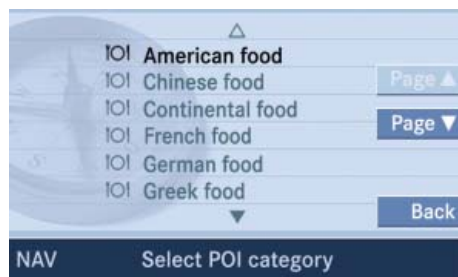 American food
Chinese food
Page ▲
Continental food
Page ▼
French food
German food
Greek food
Back
NAV Select POI category